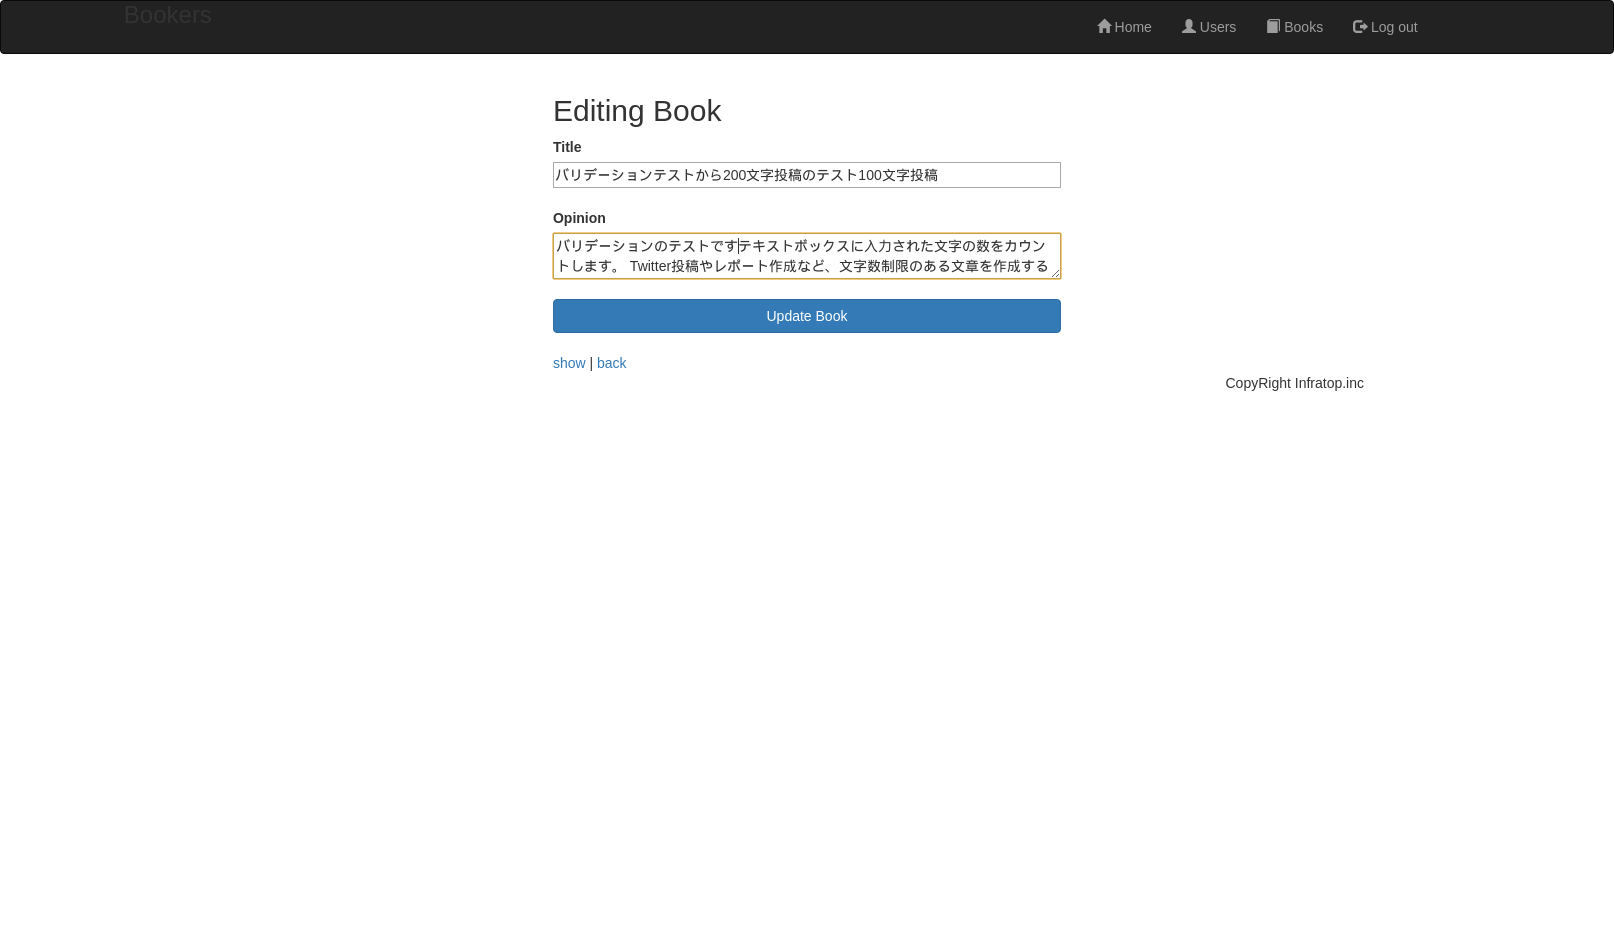 Bookers
Home Users Books Log out
Editing Book
Title
バリデーションテストから200文字投稿のテスト100文字投稿
Opinion
バリデーションのテストですテキストボックスに入力された文字の数をカウン
トします。 Twitter投稿やレポート作成など、文字数制限のある文章を作成する
Update Book
show | back
CopyRight Infratop.inc